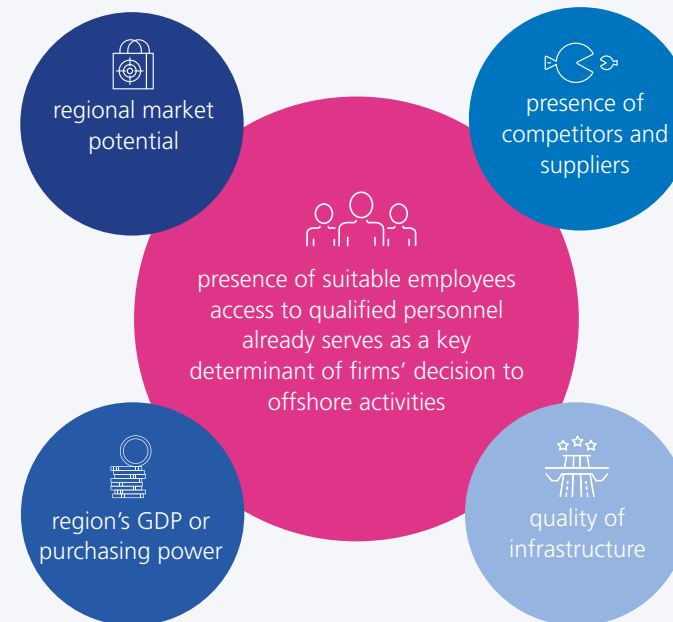 regional market
potential
presence of
competitors and
suppliers
presence of suitable employees
access to qualified personnel
already serves as a key
determinant of firms’ decision to
offshore activities
region’s GDP or
purchasing power
quality of
infrastructure